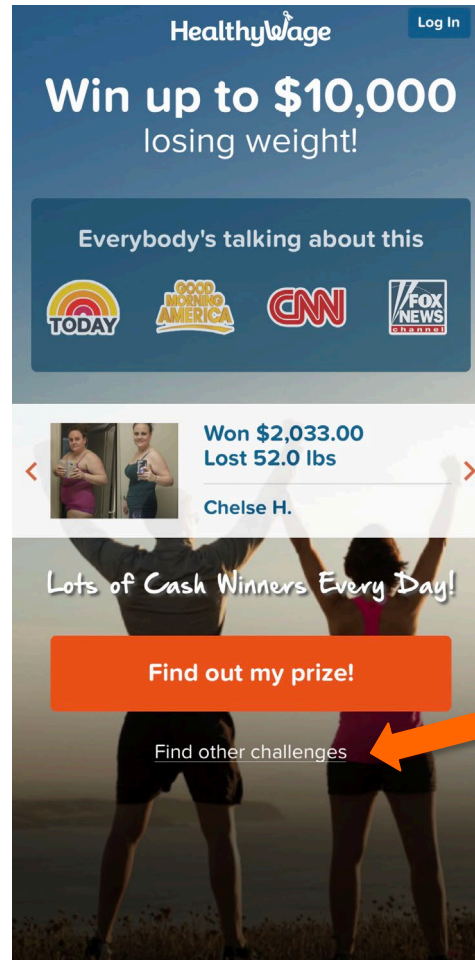 HealthyWage
Log In
Win up to $10,000
losing weight!
Everybody's talking about this
TODAY
GOOD MORNING AMERICA
CNN
FOX NEWS channel
Won $2,033.00
Lost 52.0 lbs
Chelse H.
Lots of Cash Winners Every Day!
Find out my prize!
Find other challenges